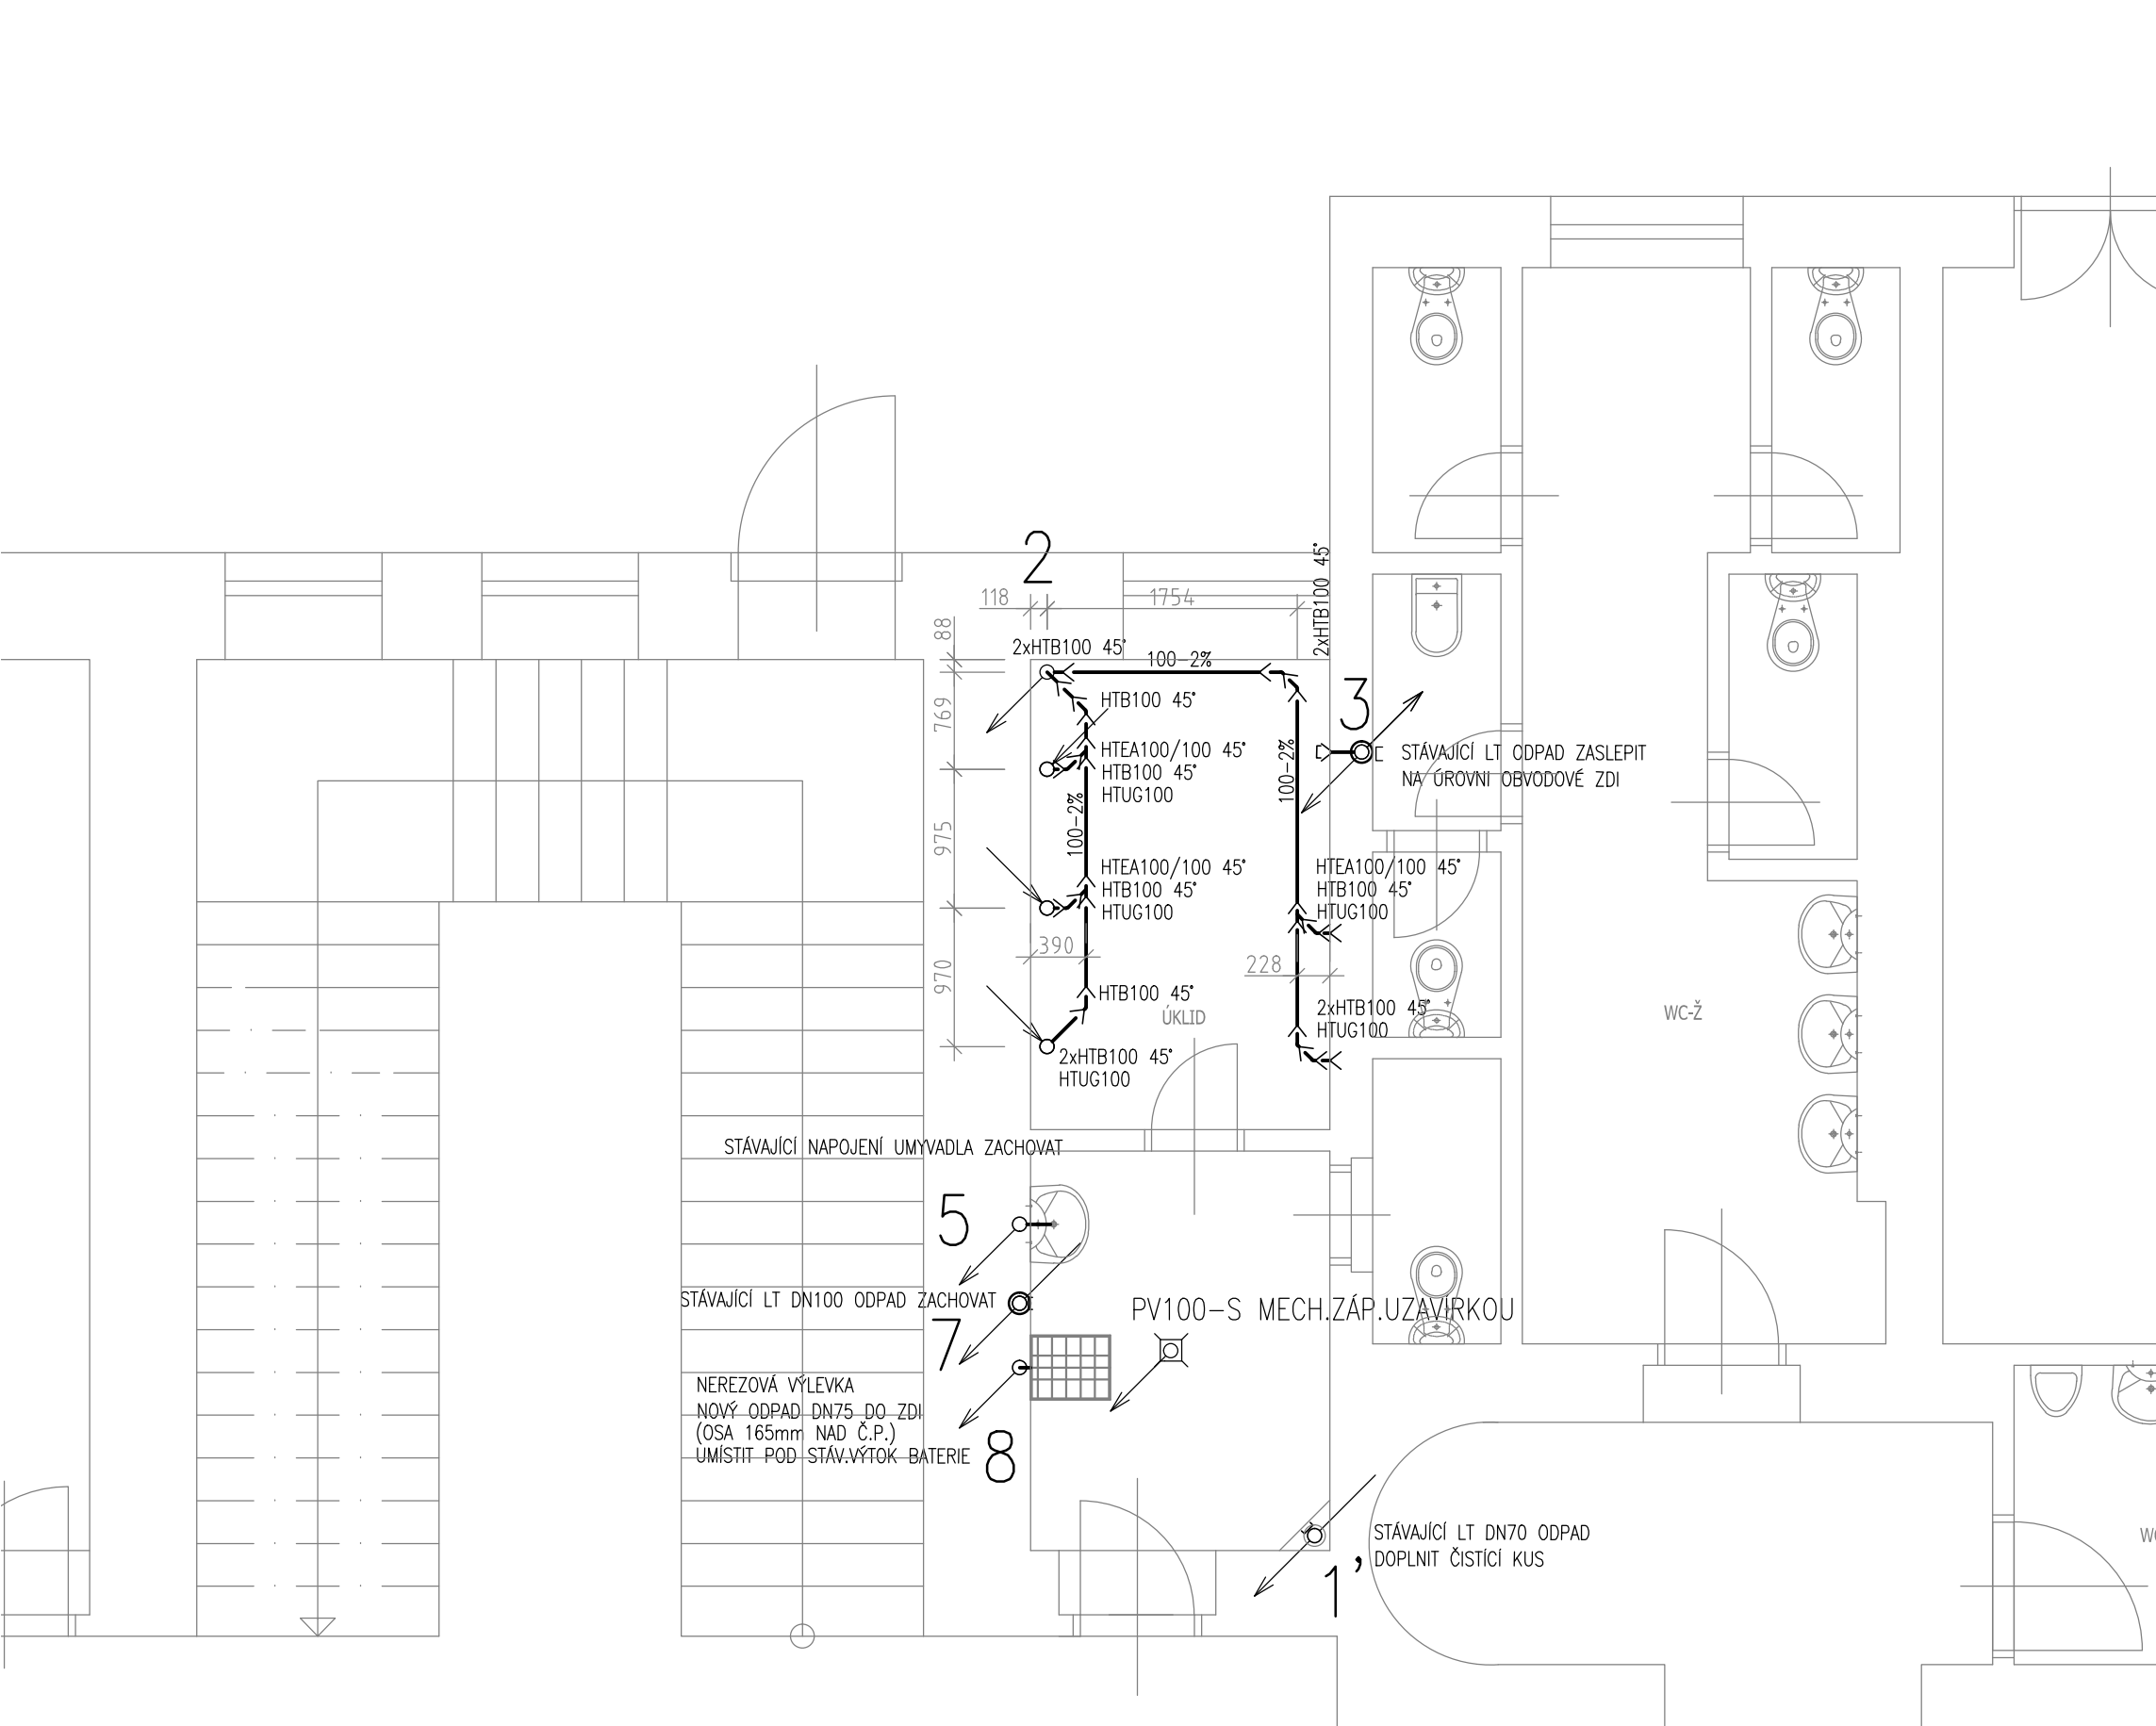 2
118
1754
88
2xHTB100 45°
2xHTB100 45°
100-2%
769
HTB100 45°
3
HTEA100/100 45°
HTB100 45°
HTUG100
100-2%
STÁVAJÍCÍ LT ODPAD ZASLEPIT
NA ÚROVNI OBVODOVÉ ZDI
975
100-2%
HTEA100/100 45°
HTB100 45°
HTUG100
HTEA100/100 45°
HTB100 45°
HTUG100
390
228
970
HTB100 45°
ÚKLID
2xHTB100 45°
HTUG100
WC-Ž
2xHTB100 45°
HTUG100
STÁVAJÍCÍ NAPOJENÍ UMYVADLA ZACHOVAT
5
STÁVAJÍCÍ LT DN100 ODPAD ZACHOVAT
PV100-S MECH.ZÁP.UZAVÍRKOU
7
NEREZOVÁ VÝLEVKA
NOVÝ ODPAD DN75 DO ZDI
(OSA 165mm NAD Č.P.)
UMÍSTIT POD STÁV.VÝTOK BATERIE
8
STÁVAJÍCÍ LT DN70 ODPAD
DOPLNIT ČISTÍCÍ KUS
1,